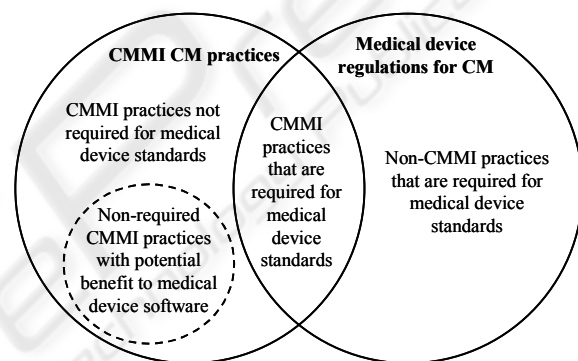 CMMI CM practices
CMMI practices not
required for medical
device standards
Non-required
CMMI practices
with potential
benefit to medical
device software
CMMI
practices
that are
required for
medical
device
standards
Medical device
regulations for CM
Non-CMMI practices
that are required for
medical device
standards